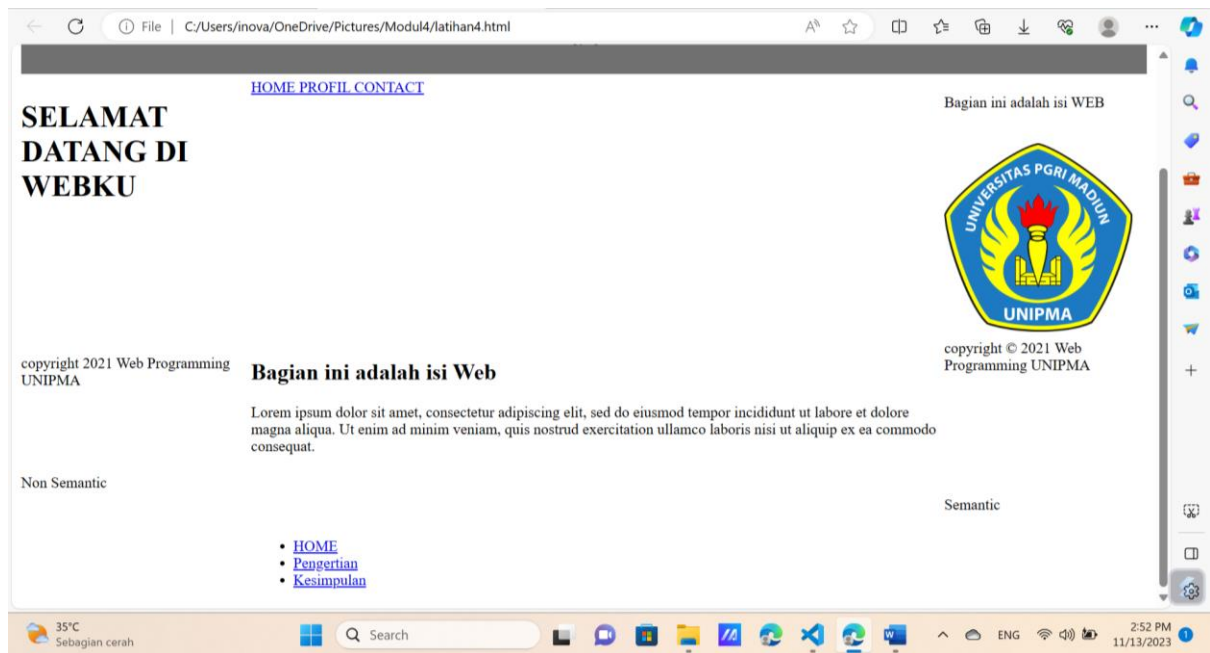 File | C:/Users/inova/OneDrive/Pictures/Modul4/latihan4.html
HOME PROFIL CONTACT
SELAMAT
DATANG DI
WEBKU
Bagian ini adalah isi WEB
UNIVERSITAS PGRI MADIUN
UNIPMA
copyright © 2021 Web
Programming UNIPMA
copyright 2021 Web Programming
UNIPMA
Bagian ini adalah isi Web
Lorem ipsum dolor sit amet, consectetur adipiscing elit, sed do eiusmod tempor incididunt ut labore et dolore
magna aliqua. Ut enim ad minim veniam, quis nostrud exercitation ullamco laboris nisi ut aliquip ex ea commodo
consequat.
Non Semantic
Semantic
• HOME
• Pengertian
• Kesimpulan
35°C
Sebagian cerah
Search
ENG
2:52 PM
11/13/2023
1